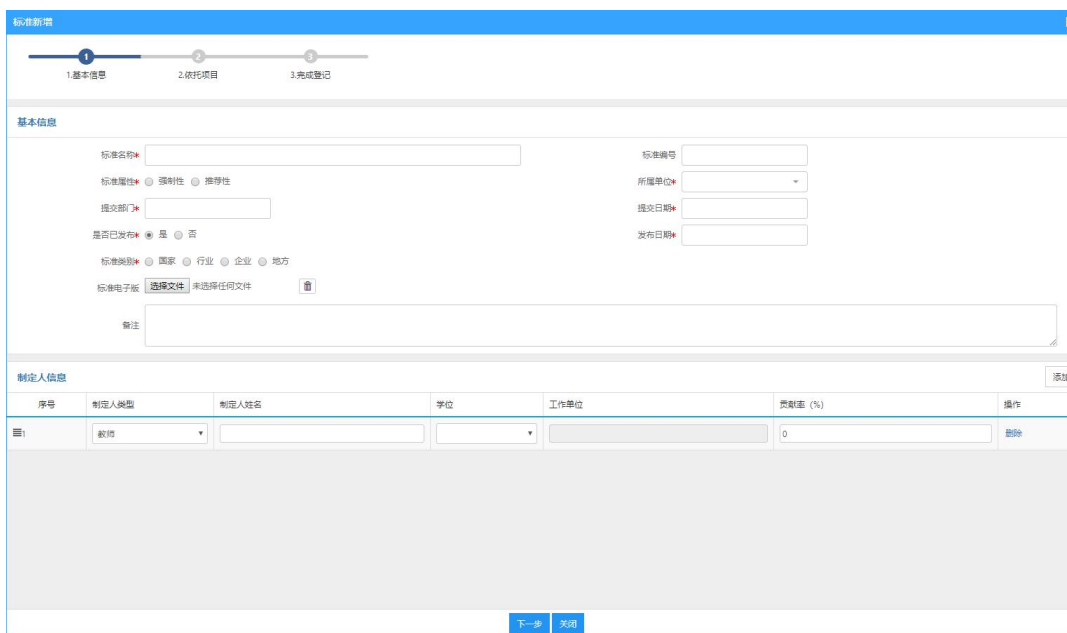 标准新增
1 2 3
1.基本信息 2.依托项目 3.完成登记
基本信息
标准名称* 标准编号
标准属性* 强制性 推荐性 所属单位*
提交部门* 提交日期*
是否已发布* 是 否 发布日期*
标准类别* 国家 行业 企业 地方
标准电子版 选择文件 未选择任何文件
备注
制定人信息 添加
序号 制定人类型 制定人姓名 学位 工作单位 贡献率 (%) 操作
1 教师 0 删除
下一步 关闭